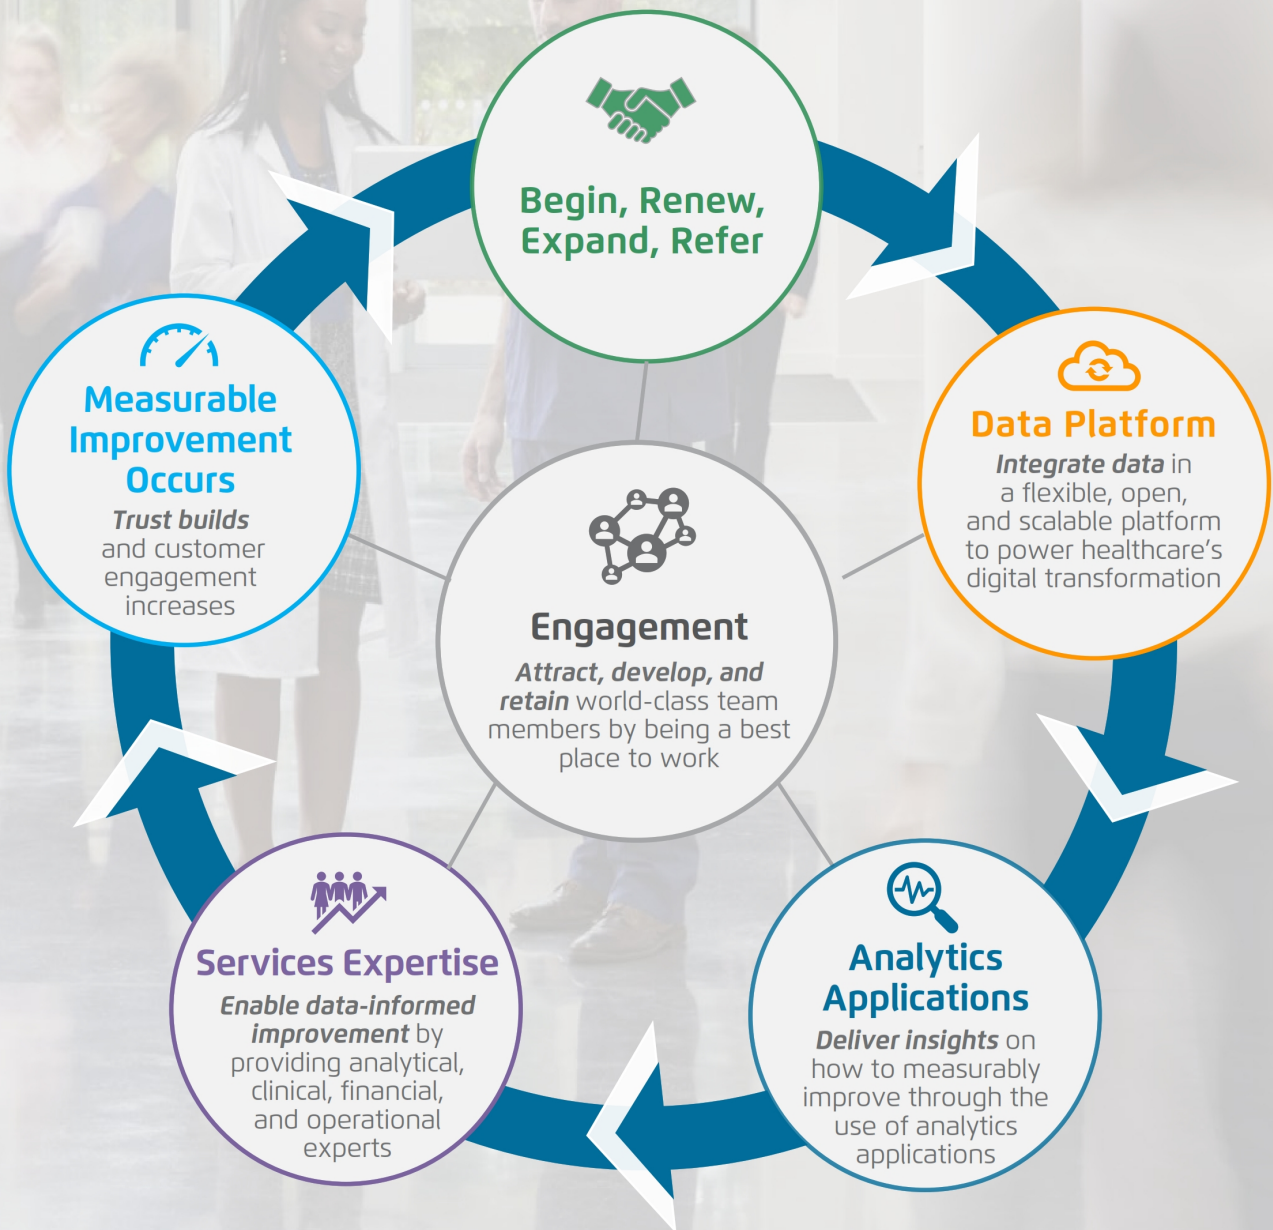 Begin, Renew,
Expand, Refer
Data Platform
Integrate data in
a flexible, open,
and scalable platform
to power healthcare’s
digital transformation
Analytics
Applications
Deliver insights on
how to measurably
improve through the
use of analytics
applications
Services Expertise
Enable data-informed
improvement by
providing analytical,
clinical, financial,
and operational
experts
Measurable
Improvement
Occurs
Trust builds
and customer
engagement
increases
Engagement
Attract, develop, and
retain world-class team
members by being a best
place to work